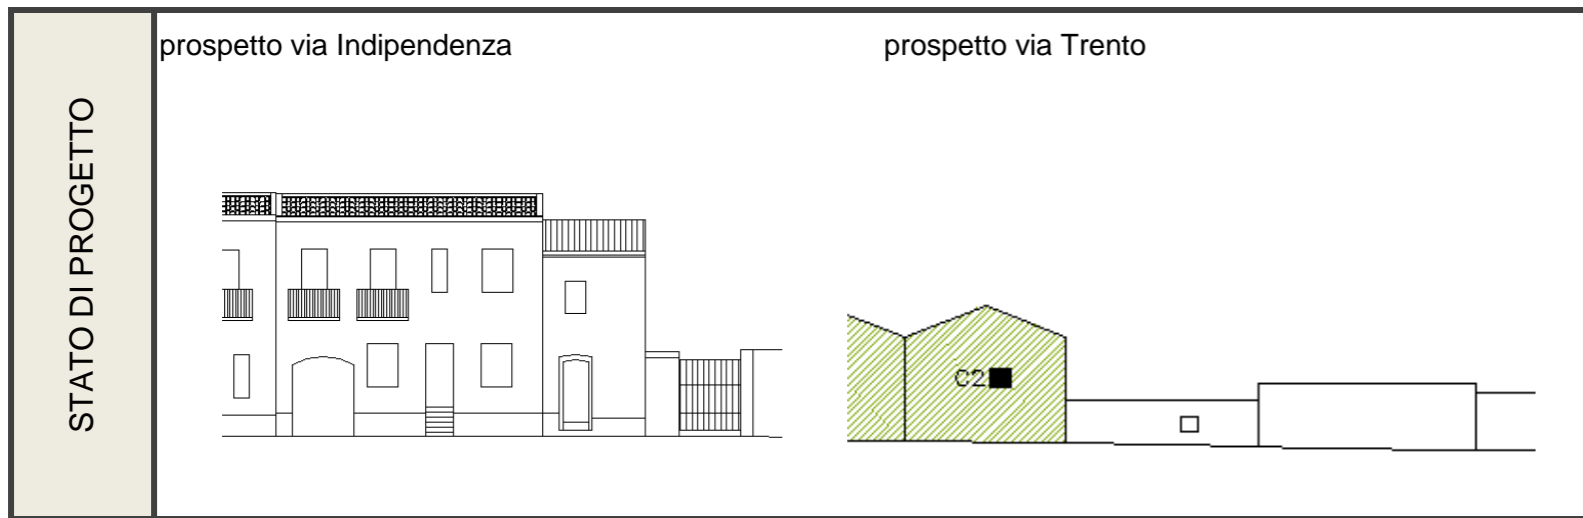 STATO DI PROGETTO
prospetto via Indipendenza
prospetto via Trento
C2